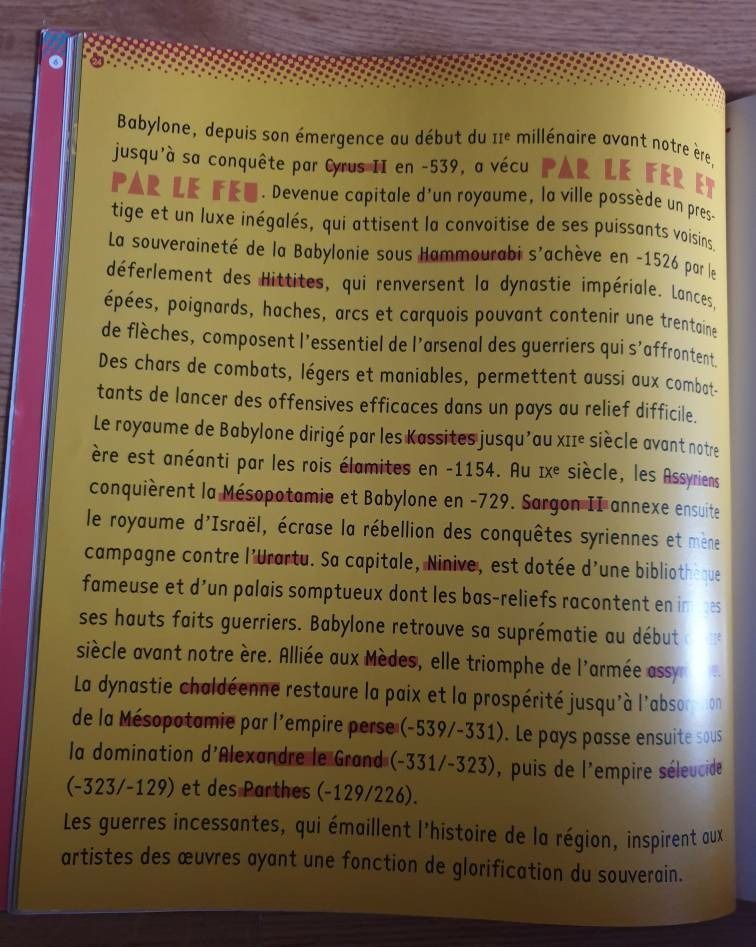 6
24
Babylone, depuis son émergence au début du IIe millénaire avant notre ère,
jusqu'à sa conquête par Cyrus II en -539, a vécu PAR LE FER ET
PAR LE FEU. Devenue capitale d'un royaume, la ville possède un pres-
tige et un luxe inégalés, qui attisent la convoitise de ses puissants voisins.
La souveraineté de la Babylonie sous Hammourabi s'achève en -1526 par le
déferlement des Hittites, qui renversent la dynastie impériale. Lances,
épées, poignards, haches, arcs et carquois pouvant contenir une trentaine
de flèches, composent l'essentiel de l'arsenal des guerriers qui s'affrontent.
Des chars de combats, légers et maniables, permettent aussi aux combat-
tants de lancer des offensives efficaces dans un pays au relief difficile.
Le royaume de Babylone dirigé par les Kassites jusqu'au XIIe siècle avant notre
ère est anéanti par les rois élamites en -1154. Au IXe siècle, les Assyriens
conquièrent la Mésopotamie et Babylone en -729. Sargon II annexe ensuite
le royaume d'Israël, écrase la rébellion des conquêtes syriennes et mène
campagne contre l'Urartu. Sa capitale, Ninive, est dotée d'une bibliothèque
fameuse et d'un palais somptueux dont les bas-reliefs racontent en images
ses hauts faits guerriers. Babylone retrouve sa suprématie au début
siècle avant notre ère. Alliée aux Mèdes, elle triomphe de l'armée assyrienne.
La dynastie chaldéenne restaure la paix et la prospérité jusqu'à l'absorption
de la Mésopotamie par l'empire perse (-539/-331). Le pays passe ensuite sous
la domination d'Alexandre le Grand (-331/-323), puis de l'empire séleucide
(-323/-129) et des Parthes (-129/226).
Les guerres incessantes, qui émaillent l'histoire de la région, inspirent aux
artistes des œuvres ayant une fonction de glorification du souverain.